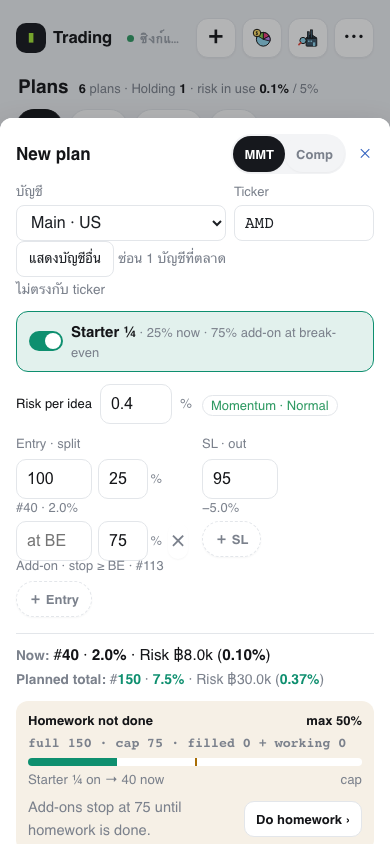 Trading ซิงก์แ...
Plans 6 plans · Holding 1 · risk in use 0.1% / 5%
New plan MMT Comp ×
บัญชี Ticker
Main · US AMD
แสดงบัญชีอื่น ซ่อน 1 บัญชีที่ตลาด
ไม่ตรงกับ ticker
Starter ¼ · 25% now · 75% add-on at break-
even
Risk per idea 0.4 % Momentum · Normal
Entry · split SL · out
100 25 % 95
#40 · 2.0% −5.0%
at BE 75 % × + SL
Add-on · stop ≥ BE · #113
+ Entry
Now: #40 · 2.0% · Risk ฿8.0k (0.10%)
Planned total: #150 · 7.5% · Risk ฿30.0k (0.37%)
Homework not done max 50%
full 150 · cap 75 · filled 0 + working 0
Starter ¼ on → 40 now cap
Add-ons stop at 75 until
homework is done. Do homework ›